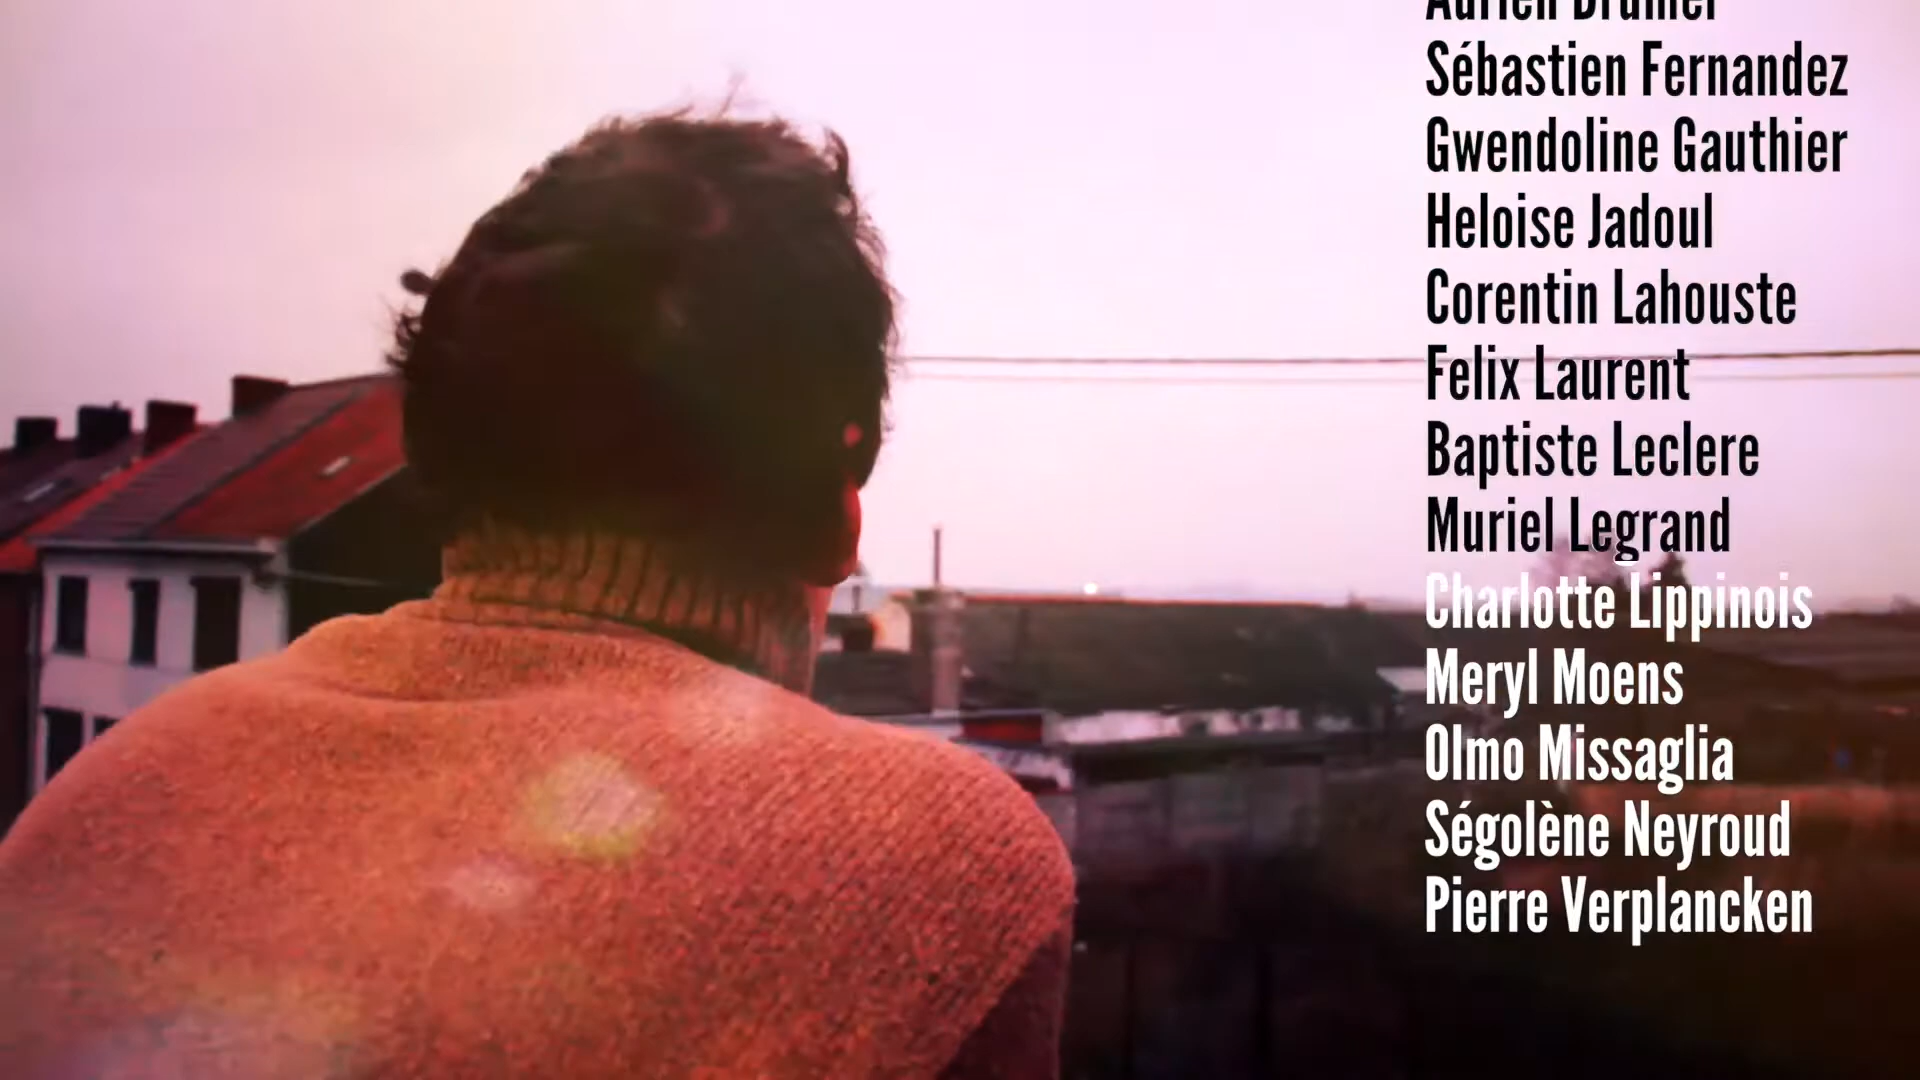 Sébastien Fernandez
Gwendoline Gauthier
Heloise Jadoul
Corentin Lahouste
Felix Laurent
Baptiste Leclere
Muriel Legrand
Charlotte Lippinois
Meryl Moens
Olmo Missaglia
Ségolène Neyroud
Pierre Verplancken